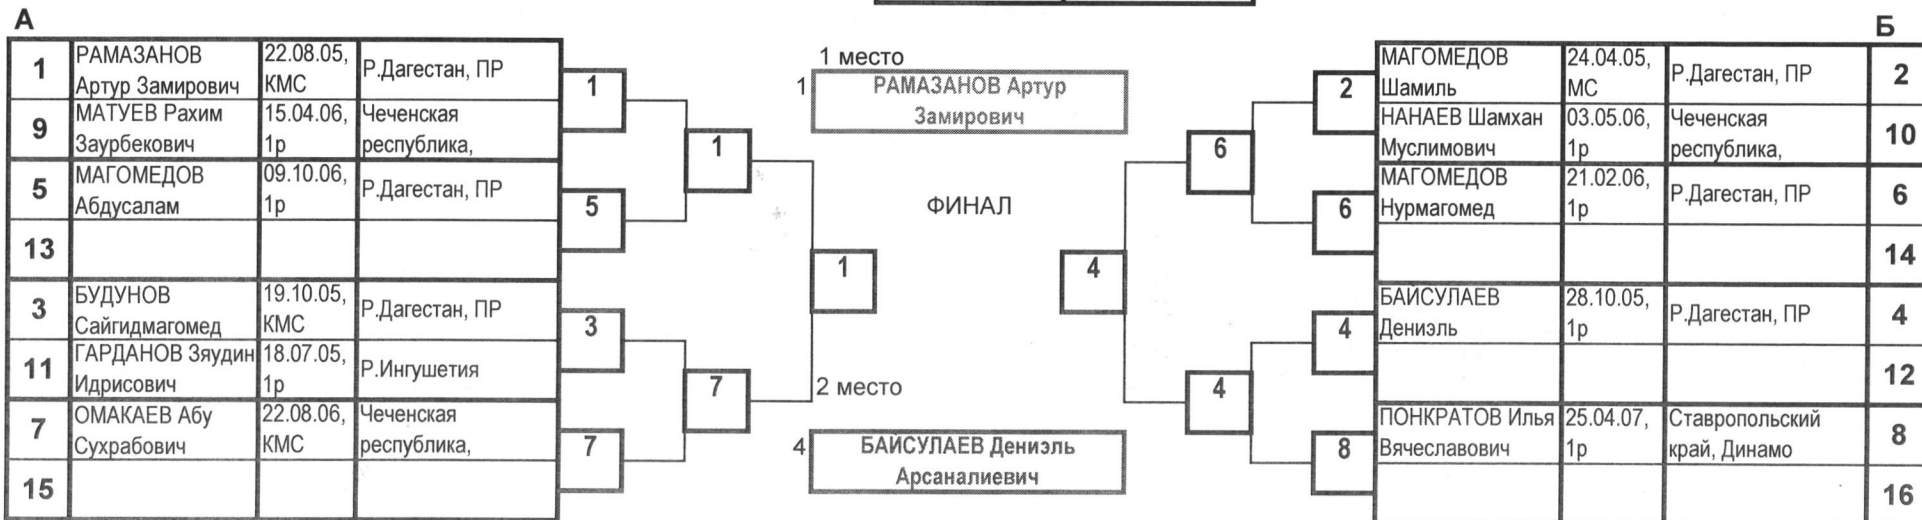 А
Б
1
РАМАЗАНОВ
Артур Замирович
22.08.05,
КМС
Р.Дагестан, ПР
9
МАТУЕВ Рахим
Заурбекович
15.04.06,
1р
Чеченская
республика,
5
МАГОМЕДОВ
Абдусалам
09.10.06,
1р
Р.Дагестан, ПР
13
3
БУДУНОВ
Сайгидмагомед
19.10.05,
КМС
Р.Дагестан, ПР
11
ГАРДАНОВ Зяудин
Идрисович
18.07.05,
1р
Р.Ингушетия
7
ОМАКАЕВ Абу
Сухрабович
22.08.06,
КМС
Чеченская
республика,
15
1
5
3
7
1
7
1
1 место
1
РАМАЗАНОВ Артур
Замирович
ФИНАЛ
2 место
4
БАЙСУЛАЕВ Дениэль
Арсаналиевич
4
6
4
2
6
4
8
МАГОМЕДОВ
Шамиль
24.04.05,
МС
Р.Дагестан, ПР
2
НАНАЕВ Шамхан
Муслимович
03.05.06,
1р
Чеченская
республика,
10
МАГОМЕДОВ
Нурмагомед
21.02.06,
1р
Р.Дагестан, ПР
6
14
БАЙСУЛАЕВ
Дениэль
28.10.05,
1р
Р.Дагестан, ПР
4
12
ПОНКРАТОВ Илья
Вячеславович
25.04.07,
1р
Ставропольский
край, Динамо
8
16